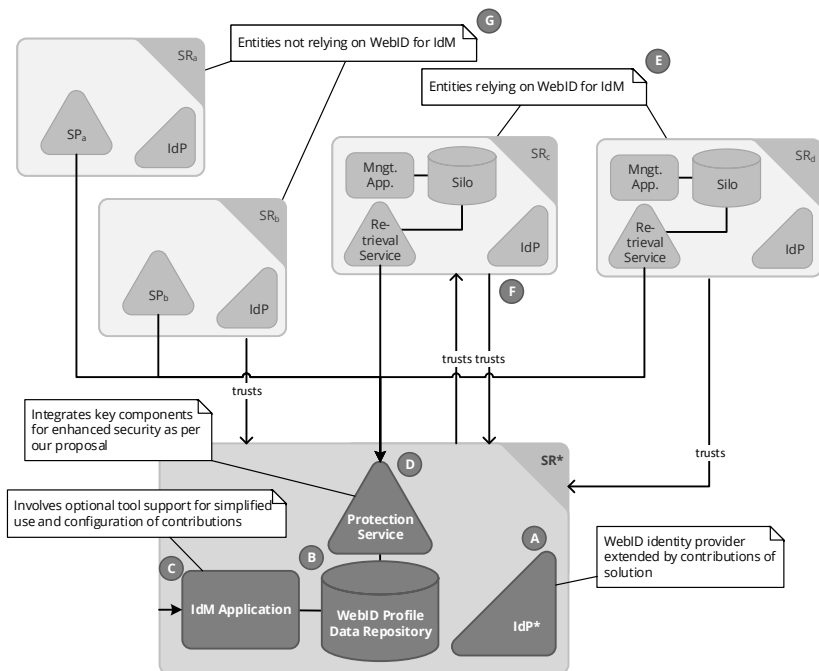 G
SRa
Entities not relying on WebID for IdM
E
Entities relying on WebID for IdM
SPa
IdP
SRc
Mngt.
App.
Silo
Re-
trieval
Service
IdP
SRd
Mngt.
App.
Silo
Re-
trieval
Service
IdP
SRb
SPb
IdP
F
trusts
trusts
trusts
Integrates key components
for enhanced security as per
our proposal
trusts
D
SR*
Involves optional tool support for simplified
use and configuration of contributions
Protection
Service
A
WebID identity provider
extended by contributions of
solution
B
C
IdM Application
WebID Profile
Data Repository
IdP*